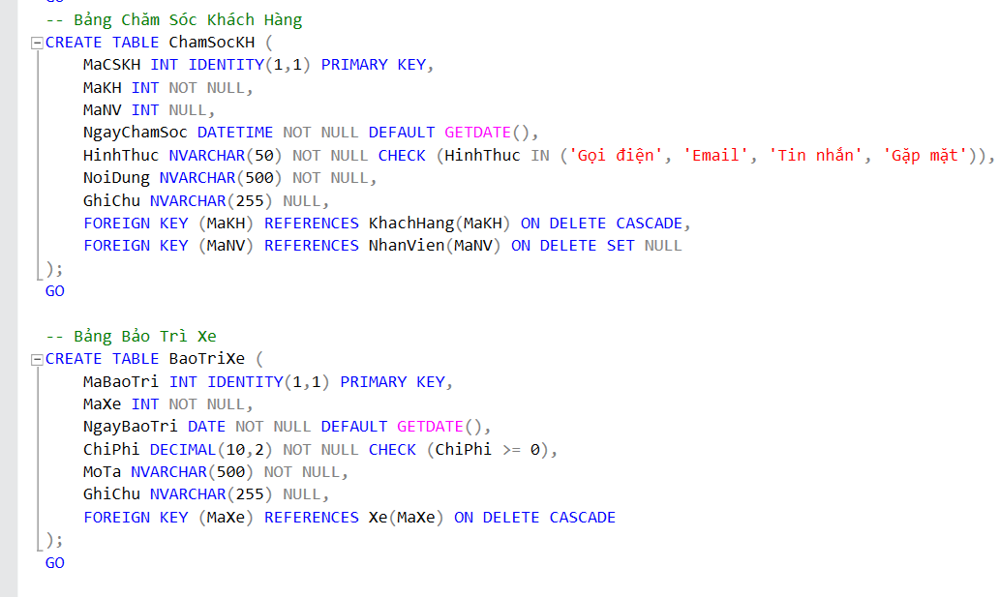 GO
-- Bảng Chăm Sóc Khách Hàng
CREATE TABLE ChamSocKH (
    MaCSKH INT IDENTITY(1,1) PRIMARY KEY,
    MaKH INT NOT NULL,
    MaNV INT NULL,
    NgayChamSoc DATETIME NOT NULL DEFAULT GETDATE(),
    HinhThuc NVARCHAR(50) NOT NULL CHECK (HinhThuc IN ('Gọi điện', 'Email', 'Tin nhắn', 'Gặp mặt')),
    NoiDung NVARCHAR(500) NOT NULL,
    GhiChu NVARCHAR(255) NULL,
    FOREIGN KEY (MaKH) REFERENCES KhachHang(MaKH) ON DELETE CASCADE,
    FOREIGN KEY (MaNV) REFERENCES NhanVien(MaNV) ON DELETE SET NULL
);
GO
-- Bảng Bảo Trì Xe
CREATE TABLE BaoTriXe (
    MaBaoTri INT IDENTITY(1,1) PRIMARY KEY,
    MaXe INT NOT NULL,
    NgayBaoTri DATE NOT NULL DEFAULT GETDATE(),
    ChiPhi DECIMAL(10,2) NOT NULL CHECK (ChiPhi >= 0),
    MoTa NVARCHAR(500) NOT NULL,
    GhiChu NVARCHAR(255) NULL,
    FOREIGN KEY (MaXe) REFERENCES Xe(MaXe) ON DELETE CASCADE
);
GO